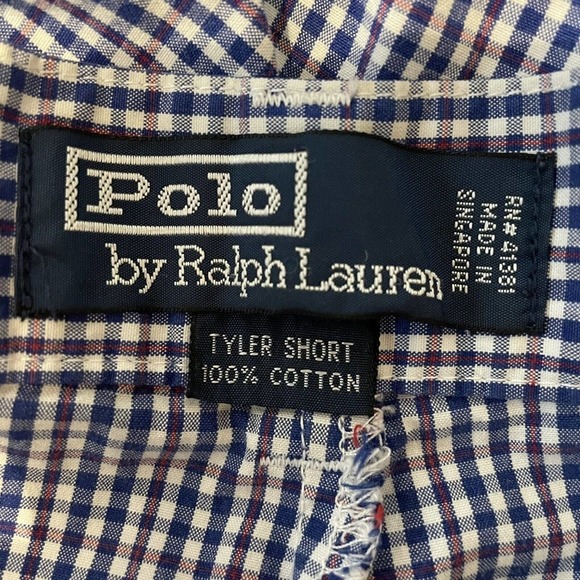 Polo
by Ralph Lauren
RN# 41381
MADE IN
SINGAPORE
TYLER SHORT
100% COTTON